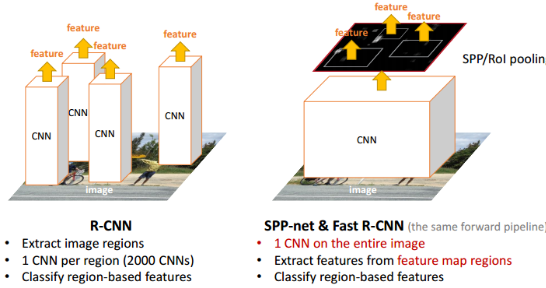 feature
feature
feature
feature
CNN
CNN
CNN
CNN
image
R-CNN
• Extract image regions
• 1 CNN per region (2000 CNNs)
• Classify region-based features
feature
feature
feature
SPP/RoI poolin
CNN
image
SPP-net & Fast R-CNN (the same forward pipeline)
• 1 CNN on the entire image
• Extract features from feature map regions
• Classify region-based features